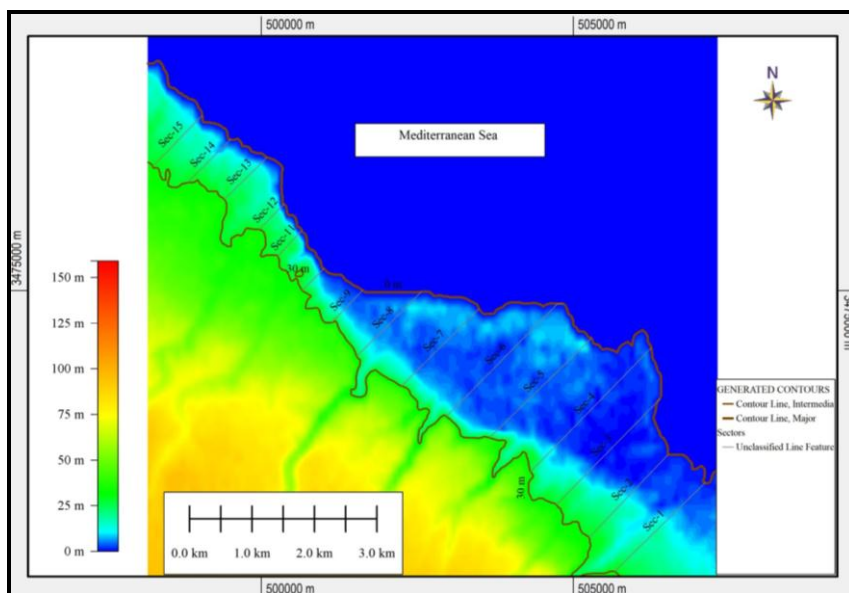 500000 m
505000 m
N
Mediterranean Sea
Sec-15
Sec-14
Sec-13
Sec-12
Sec-11
30 m
Sec-9
Sec-8
Sec-7
Sec-6
Sec-5
Sec-4
Sec-3
Sec-2
Sec-1
30 m
3475000 m
3475000 m
150 m
125 m
100 m
75 m
50 m
25 m
0 m
GENERATED CONTOURS
Contour Line, Intermedia
Contour Line, Major
Sectors
Unclassified Line Feature
0.0 km
1.0 km
2.0 km
3.0 km
500000 m
505000 m